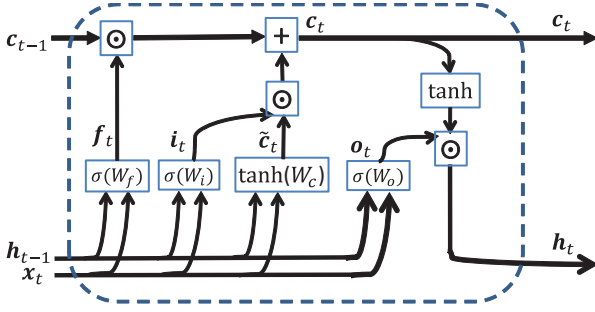 c_{t-1} ⊙ + c_t c_t
tanh
⊙ ⊙
f_t i_t c̃_t o_t
σ(W_f) σ(W_i) tanh(W_c) σ(W_o)
h_{t-1} h_t
x_t